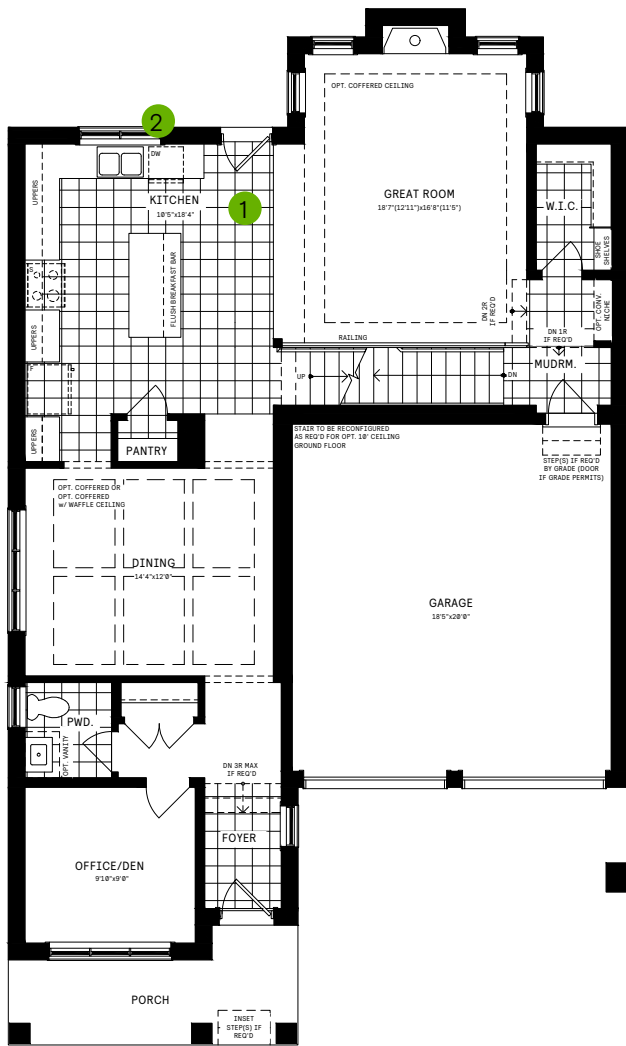 OPT. COFFERED CEILING
2
DW
UPPERS
KITCHEN
10'5"x18'4"
1
GREAT ROOM
18'7"(12'11")x16'8"(11'5")
W.I.C.
SHOE
SHELVES
S
FLUSH BREAKFAST BAR
UPPERS
DN 2R
IF REQ'D
OPT. CONV.
NICHE
DN 1R
IF REQ'D
RAILING
MUDRM.
UP
DN
F
UPPERS
PANTRY
STAIR TO BE RECONFIGURED
AS REQ'D FOR OPT. 10' CEILING
GROUND FLOOR
STEP(S) IF REQ'D
BY GRADE (DOOR
IF GRADE PERMITS)
OPT. COFFERED OR
OPT. COFFERED
w/ WAFFLE CEILING
DINING
14'4"x12'0"
GARAGE
18'5"x20'0"
PWD.
OPT. VANITY
DN 3R MAX
IF REQ'D
FOYER
OFFICE/DEN
9'10"x9'0"
PORCH
INSET
STEP(S) IF
REQ'D